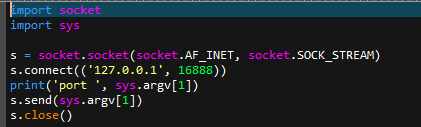 import socket
import sys
s = socket.socket(socket.AF_INET, socket.SOCK_STREAM)
s.connect(('127.0.0.1', 16888))
print('port ', sys.argv[1])
s.send(sys.argv[1])
s.close()